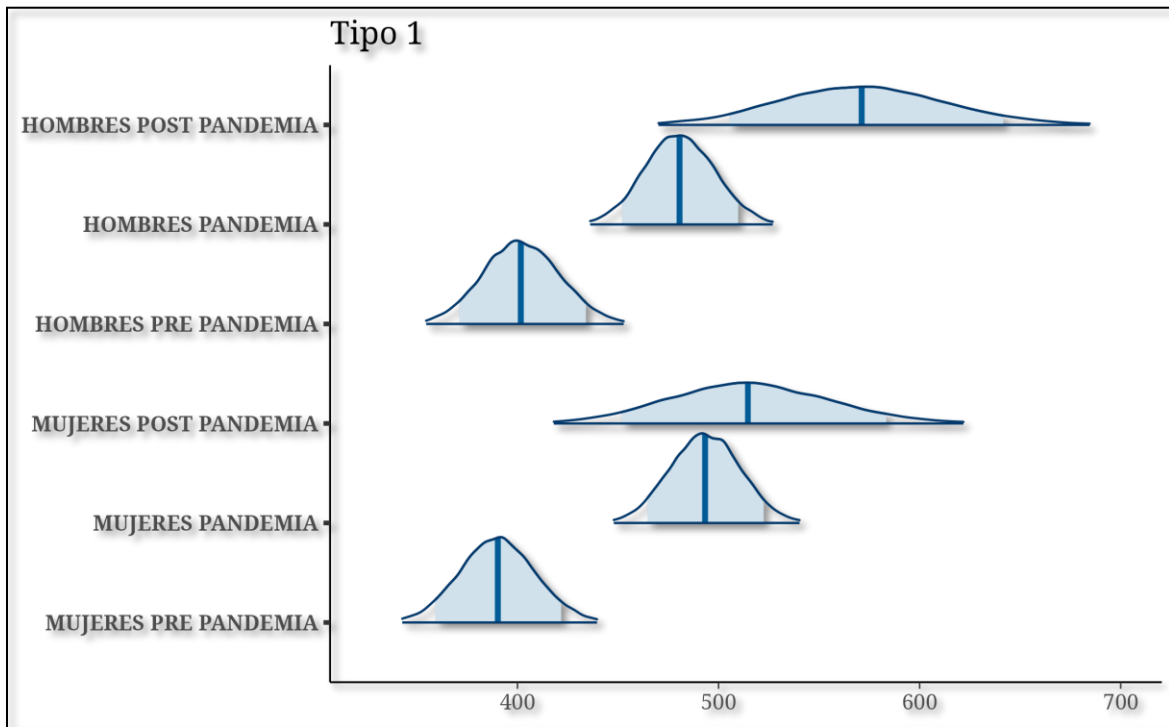 Tipo 1
HOMBRES POST PANDEMIA
HOMBRES PANDEMIA
HOMBRES PRE PANDEMIA
MUJERES POST PANDEMIA
MUJERES PANDEMIA
MUJERES PRE PANDEMIA
400 500 600 700